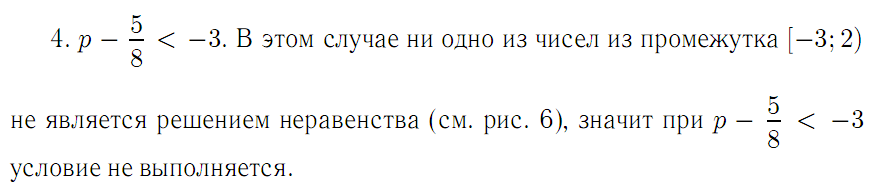 4. p − 5/8 < −3. В этом случае ни одно из чисел из промежутка [−3; 2)
не является решением неравенства (см. рис. 6), значит при p − 5/8 < −3
условие не выполняется.